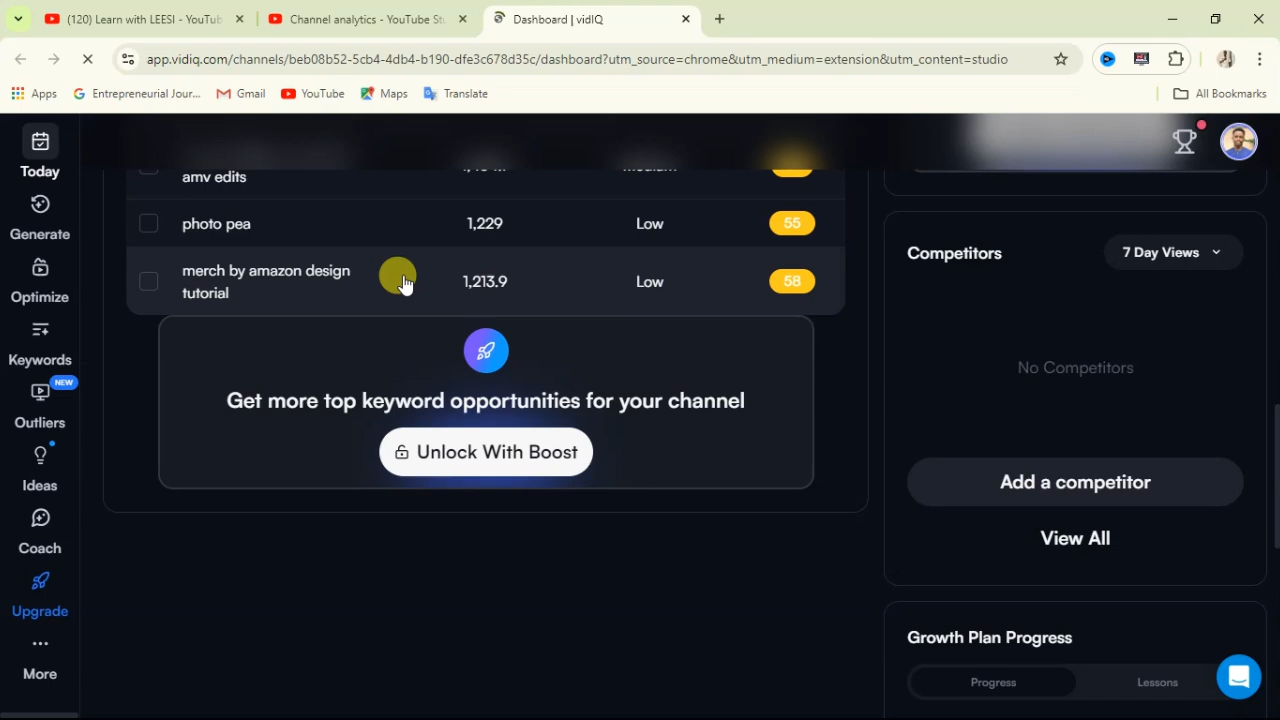 (120) Learn with LEESI - YouTub
Channel analytics - YouTube Stu
Dashboard | vidIQ
app.vidiq.com/channels/beb08b52-5cb4-4db4-b190-dfe3c678d35c/dashboard?utm_source=chrome&utm_medium=extension&utm_content=studio
Apps
Entrepreneurial Jour...
Gmail
YouTube
Maps
Translate
All Bookmarks
Today
Generate
Optimize
Keywords
NEW
Outliers
Ideas
Coach
Upgrade
More
amv edits
photo pea
1,229
Low
55
merch by amazon design
tutorial
1,213.9
Low
58
Get more top keyword opportunities for your channel
Unlock With Boost
Competitors
7 Day Views
No Competitors
Add a competitor
View All
Growth Plan Progress
Progress
Lessons